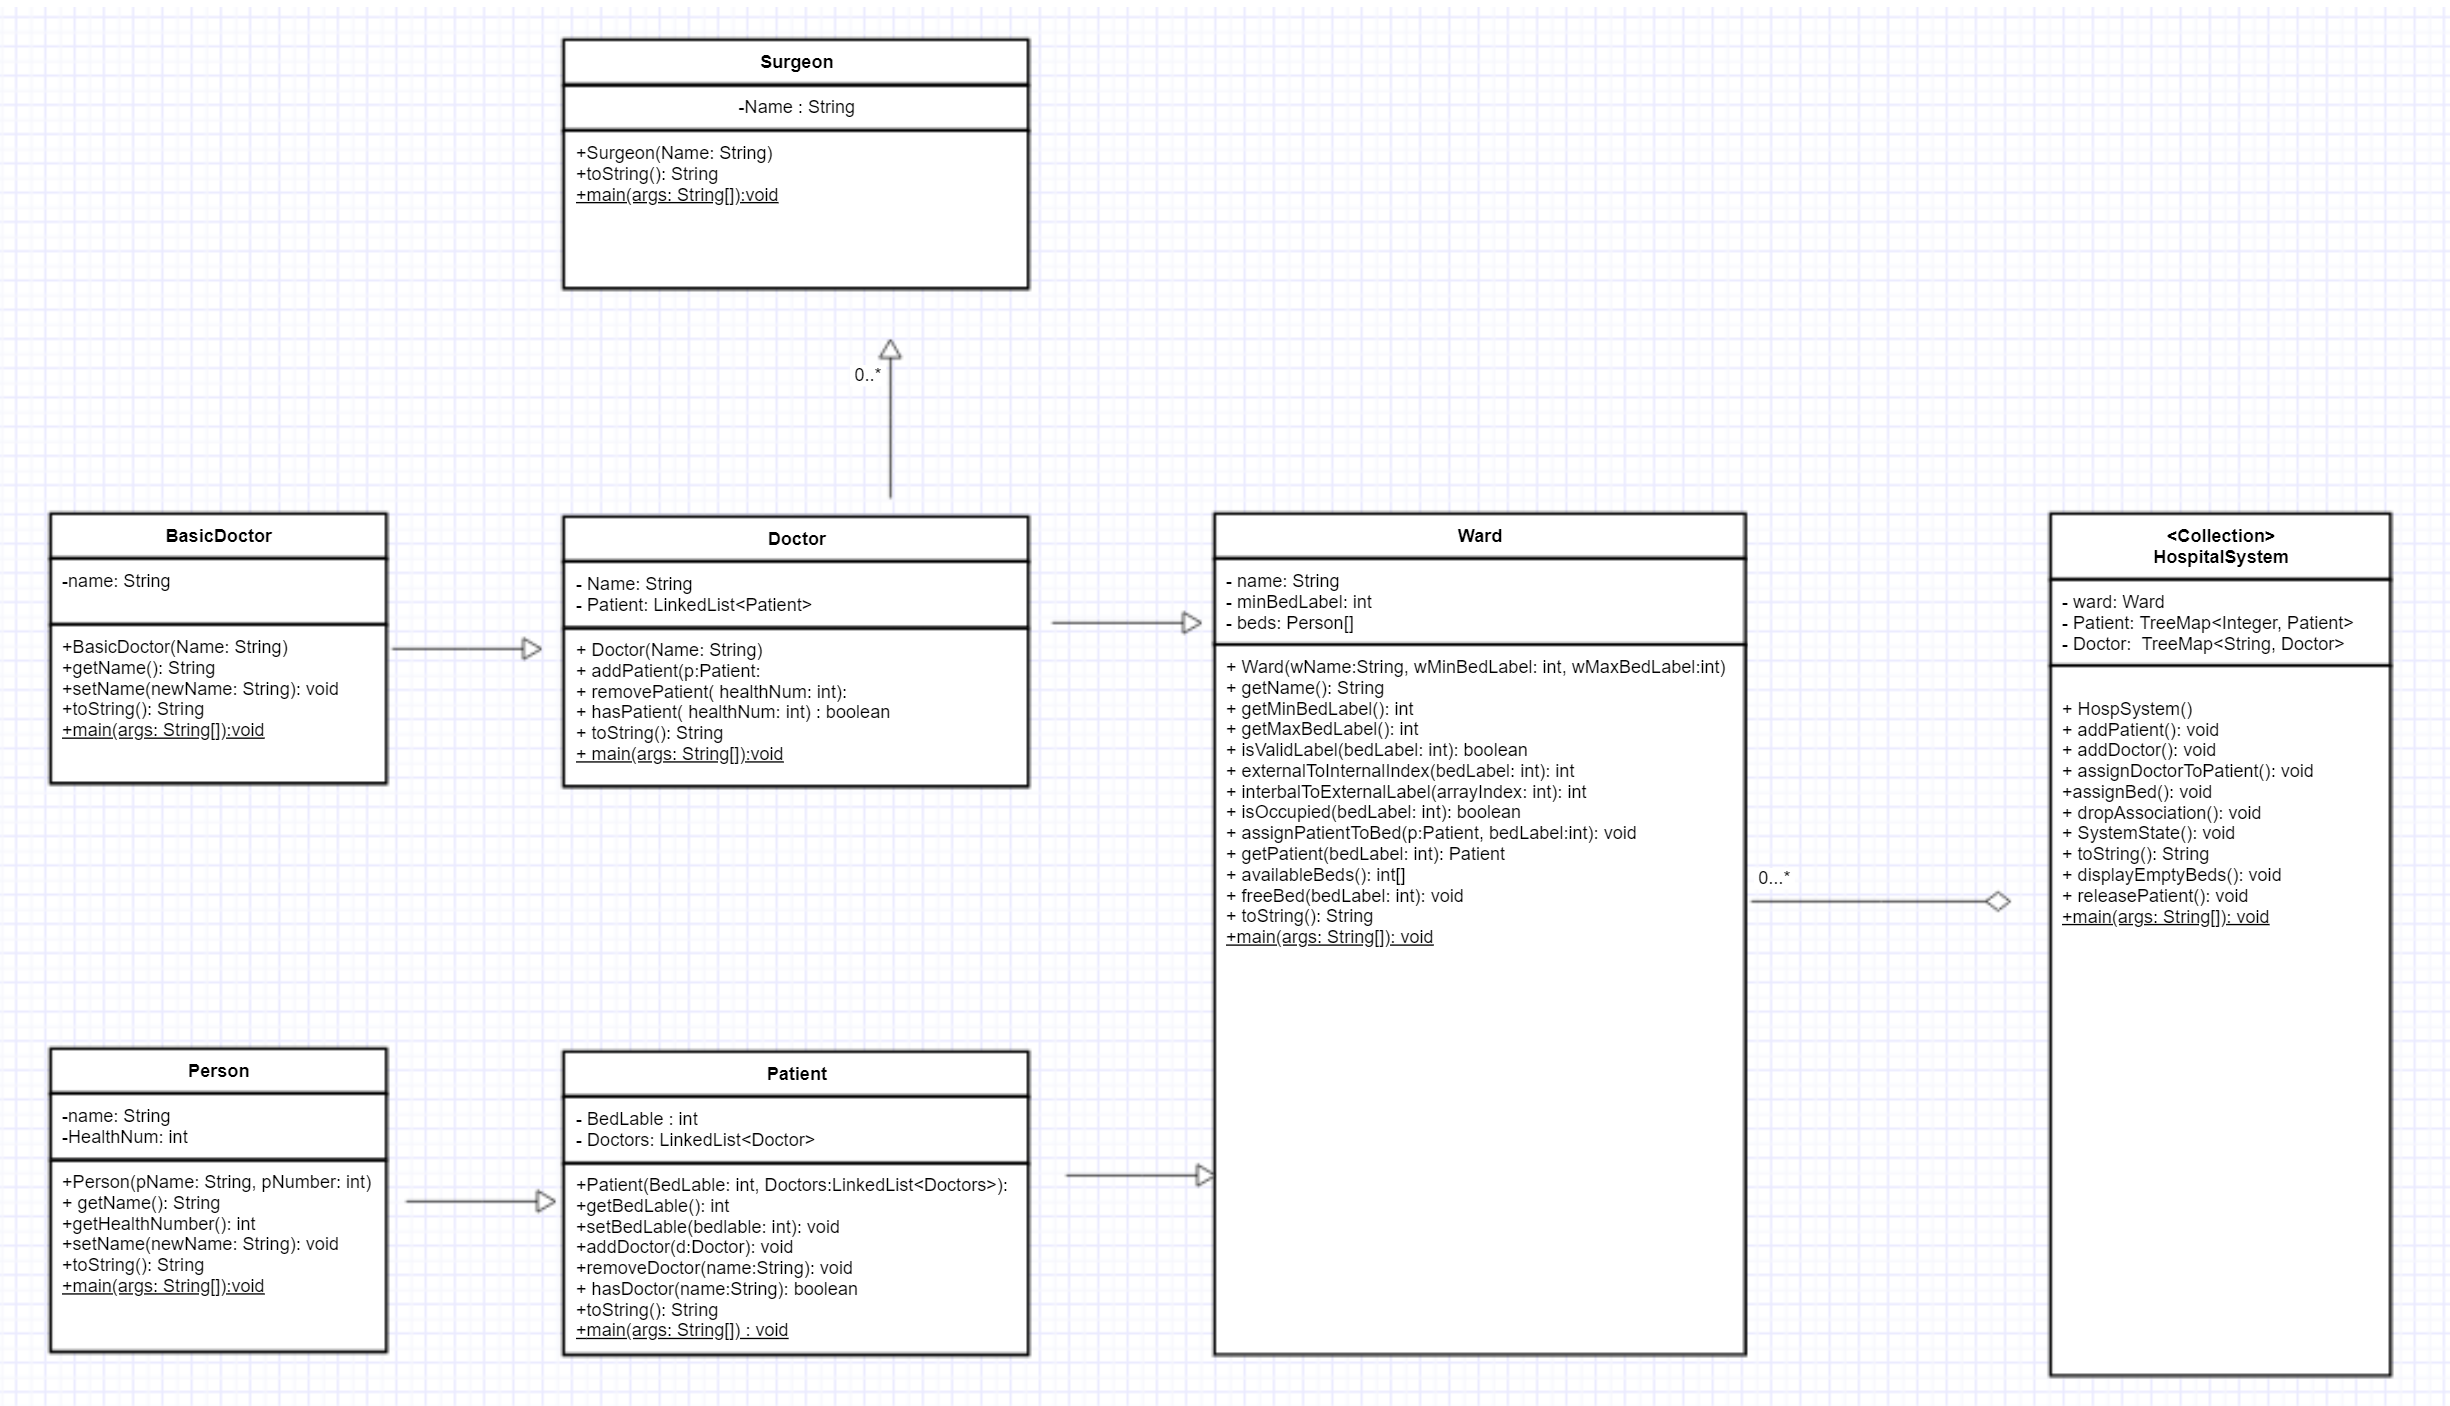 Surgeon
-Name : String
+Surgeon(Name: String)
+toString(): String
+main(args: String[]):void
0..*
BasicDoctor
-name: String
+BasicDoctor(Name: String)
+getName(): String
+setName(newName: String): void
+toString(): String
+main(args: String[]):void
Doctor
- Name: String
- Patient: LinkedList<Patient>
+ Doctor(Name: String)
+ addPatient(p:Patient:
+ removePatient( healthNum: int):
+ hasPatient( healthNum: int) : boolean
+ toString(): String
+ main(args: String[]):void
Ward
- name: String
- minBedLabel: int
- beds: Person[]
+ Ward(wName:String, wMinBedLabel: int, wMaxBedLabel:int)
+ getName(): String
+ getMinBedLabel(): int
+ getMaxBedLabel(): int
+ isValidLabel(bedLabel: int): boolean
+ externalToInternalIndex(bedLabel: int): int
+ interbalToExternalLabel(arrayIndex: int): int
+ isOccupied(bedLabel: int): boolean
+ assignPatientToBed(p:Patient, bedLabel:int): void
+ getPatient(bedLabel: int): Patient
+ availableBeds(): int[]
+ freeBed(bedLabel: int): void
+ toString(): String
+main(args: String[]): void
0...*
<Collection>
HospitalSystem
- ward: Ward
- Patient: TreeMap<Integer, Patient>
- Doctor:  TreeMap<String, Doctor>
+ HospSystem()
+ addPatient(): void
+ addDoctor(): void
+ assignDoctorToPatient(): void
+assignBed(): void
+ dropAssociation(): void
+ SystemState(): void
+ toString(): String
+ displayEmptyBeds(): void
+ releasePatient(): void
+main(args: String[]): void
Person
-name: String
-HealthNum: int
+Person(pName: String, pNumber: int)
+ getName(): String
+getHealthNumber(): int
+setName(newName: String): void
+toString(): String
+main(args: String[]):void
Patient
- BedLable : int
- Doctors: LinkedList<Doctor>
+Patient(BedLable: int, Doctors:LinkedList<Doctors>):
+getBedLable(): int
+setBedLable(bedlable: int): void
+addDoctor(d:Doctor): void
+removeDoctor(name:String): void
+ hasDoctor(name:String): boolean
+toString(): String
+main(args: String[]) : void